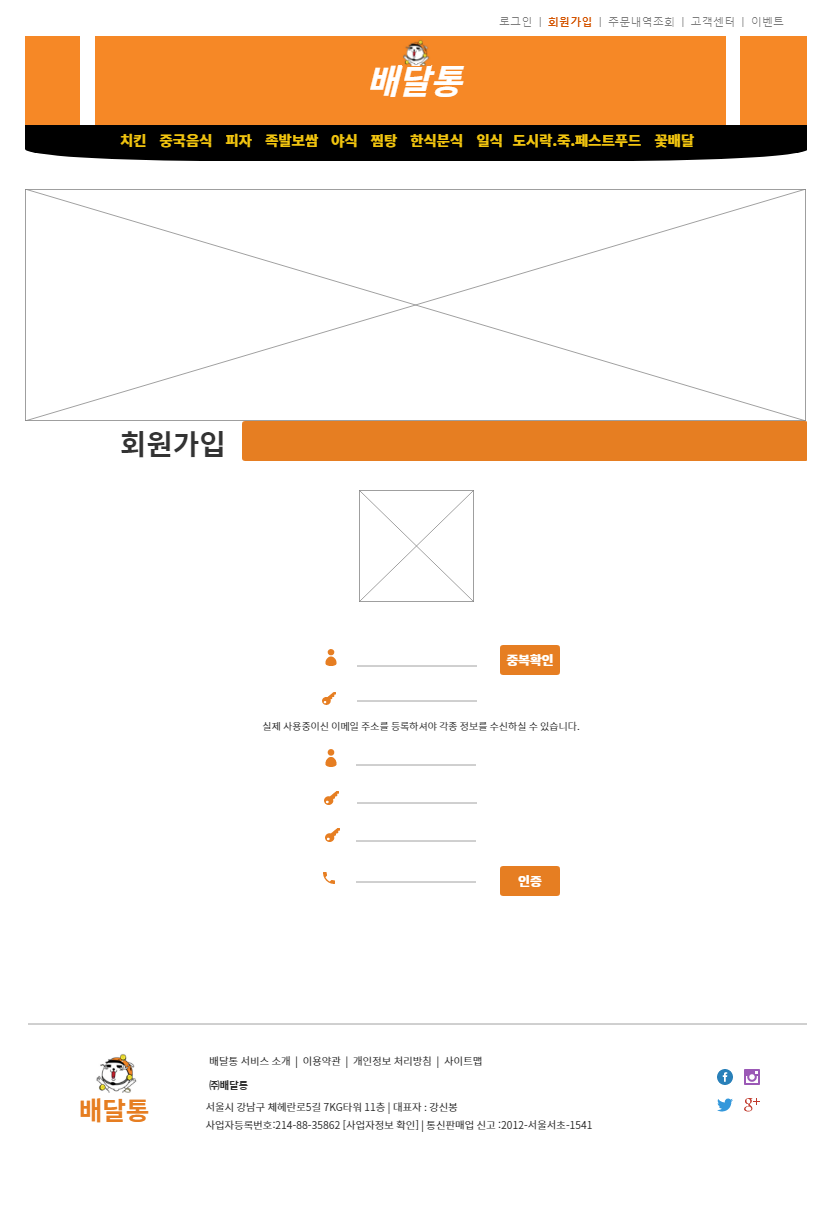 로그인 | 회원가입 | 주문내역조회 | 고객센터 | 이벤트
배달통
치킨 중국음식 피자 족발보쌈 야식 찜탕 한식분식 일식 도시락.죽.페스트푸드 꽃배달
회원가입
중복확인
실제 사용중이신 이메일 주소를 등록하셔야 각종 정보를 수신하실 수 있습니다.
인증
배달통 서비스 소개 | 이용약관 | 개인정보 처리방침 | 사이트맵
㈜배달통
서울시 강남구 체헤란로5길 7KG타워 11층 | 대표자 : 강신봉
사업자등록번호:214-88-35862 [사업자정보 확인] | 통신판매업 신고 :2012-서울서초-1541
배달통